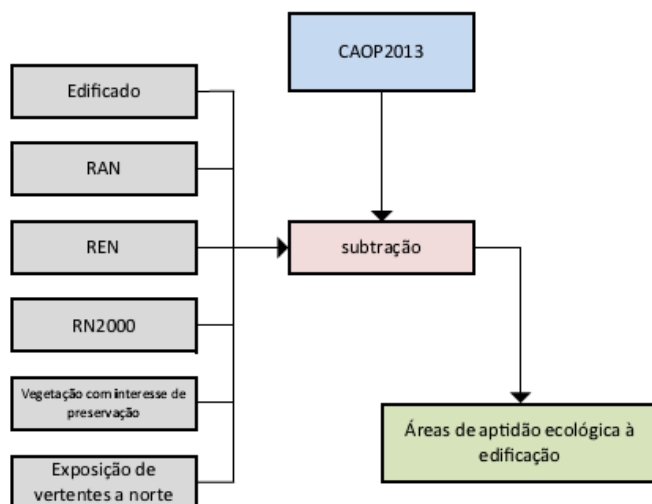 CAOP2013
Edificado
RAN
REN
subtração
RN2000
Vegetação com interesse de
preservação
Exposição de
vertentes a norte
Áreas de aptidão ecológica à
edificação